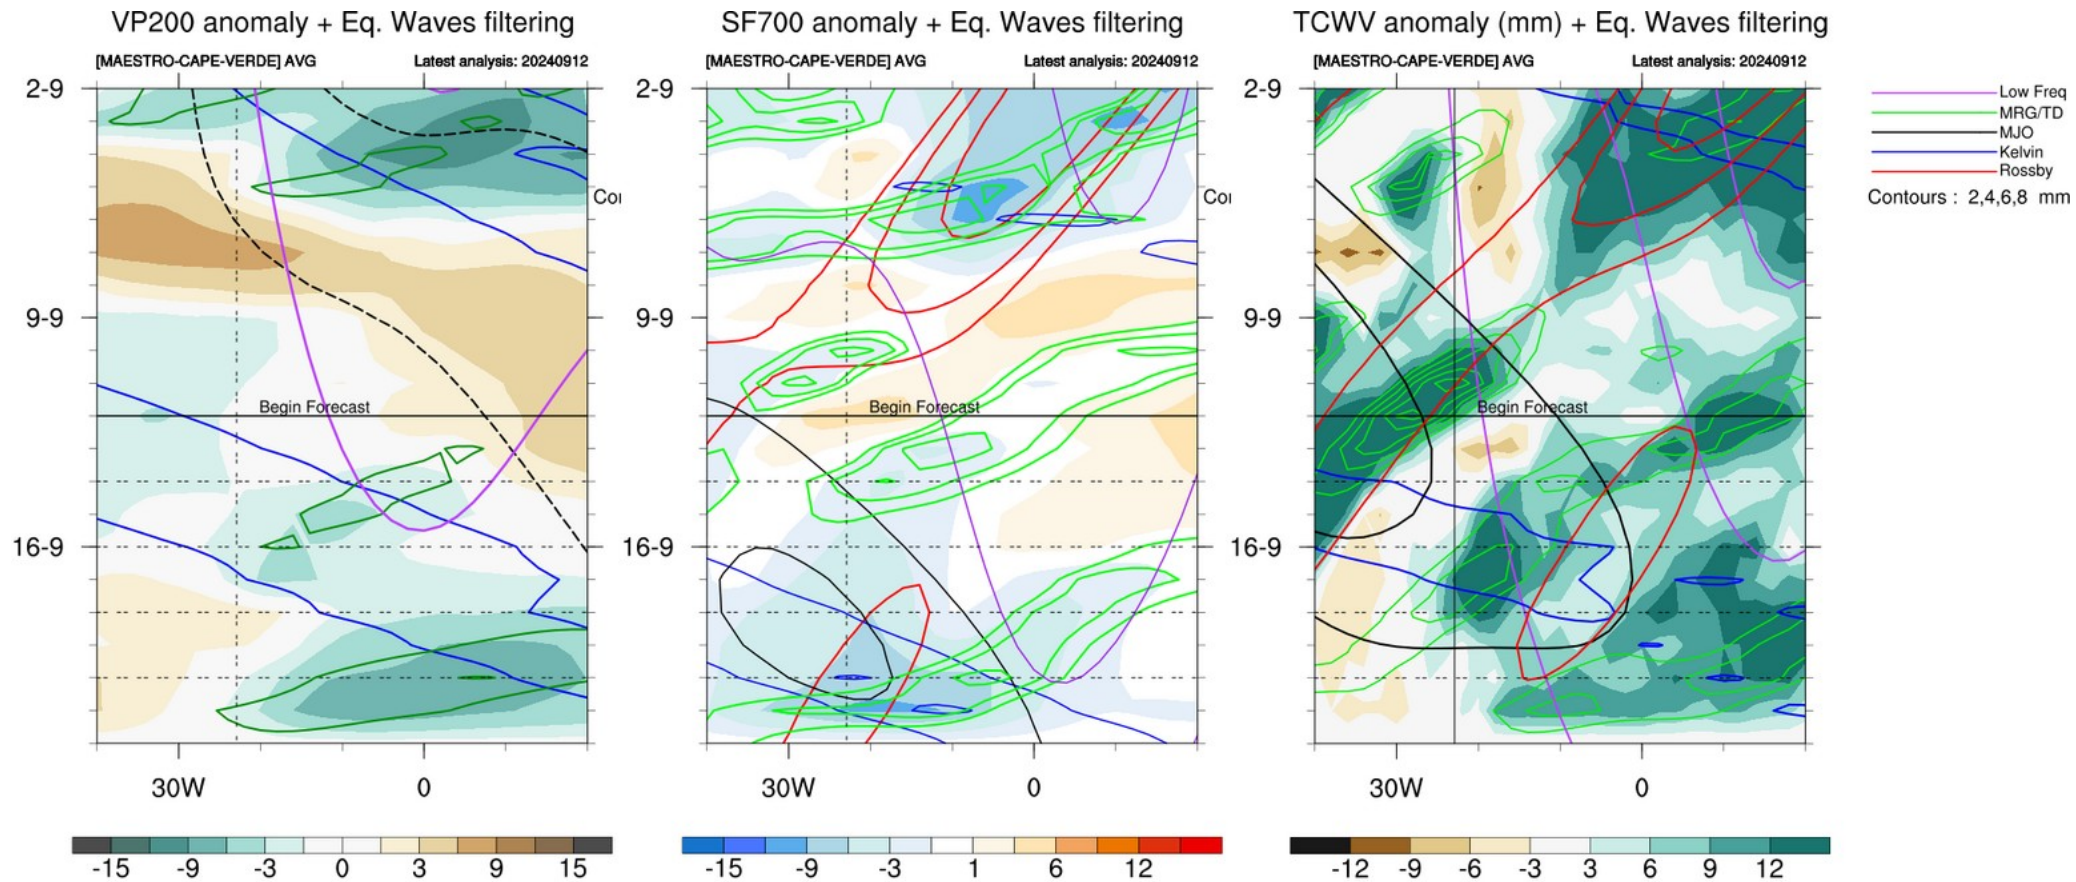 VP200 anomaly + Eq. Waves filtering
[MAESTRO-CAPE-VERDE] AVG
Latest analysis: 20240912
2-9
9-9
16-9
Begin Forecast
Cor
30W
0
-15 -9 -3 0 3 9 15
SF700 anomaly + Eq. Waves filtering
[MAESTRO-CAPE-VERDE] AVG
Latest analysis: 20240912
2-9
9-9
16-9
Begin Forecast
Cor
30W
0
-15 -9 -3 1 6 12
TCWV anomaly (mm) + Eq. Waves filtering
[MAESTRO-CAPE-VERDE] AVG
Latest analysis: 20240912
2-9
9-9
16-9
Begin Forecast
30W
0
-12 -9 -6 -3 3 6 9 12
Low Freq
MRG/TD
MJO
Kelvin
Rossby
Contours : 2,4,6,8 mm